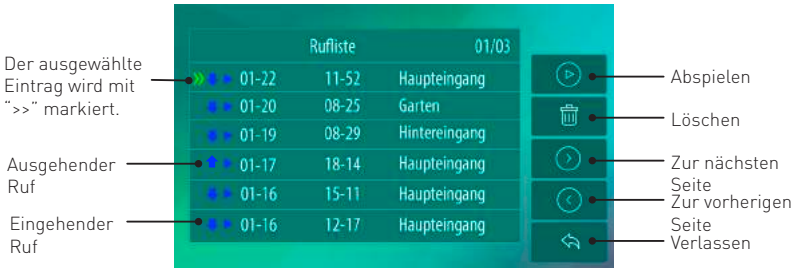 Der ausgewählte
Eintrag wird mit
“>>” markiert.
Ausgehender
Ruf
Eingehender
Ruf
Rufliste 01/03
01-22 11-52 Haupteingang
01-20 08-25 Garten
01-19 08-29 Hintereingang
01-17 18-14 Haupteingang
01-16 15-11 Haupteingang
01-16 12-17 Haupteingang
Abspielen
Löschen
Zur nächsten
Seite
Zur vorherigen
Seite
Verlassen